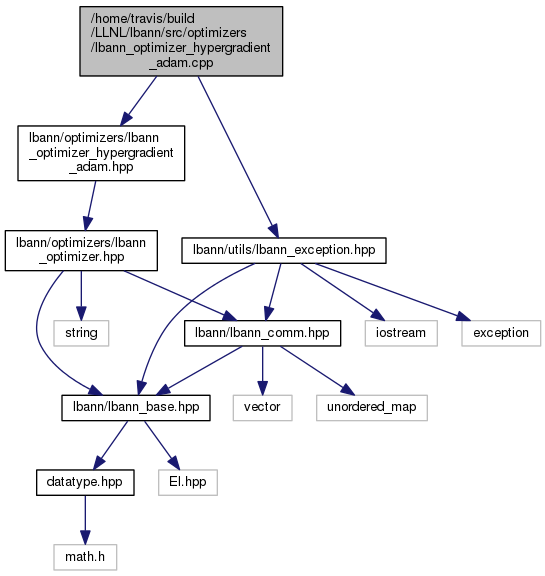 /home/travis/build
/LLNL/lbann/src/optimizers
/lbann_optimizer_hypergradient
_adam.cpp
lbann/optimizers/lbann
_optimizer_hypergradient
_adam.hpp
lbann/optimizers/lbann
_optimizer.hpp
lbann/utils/lbann_exception.hpp
string
lbann/lbann_comm.hpp
iostream
exception
lbann/lbann_base.hpp
vector
unordered_map
datatype.hpp
El.hpp
math.h